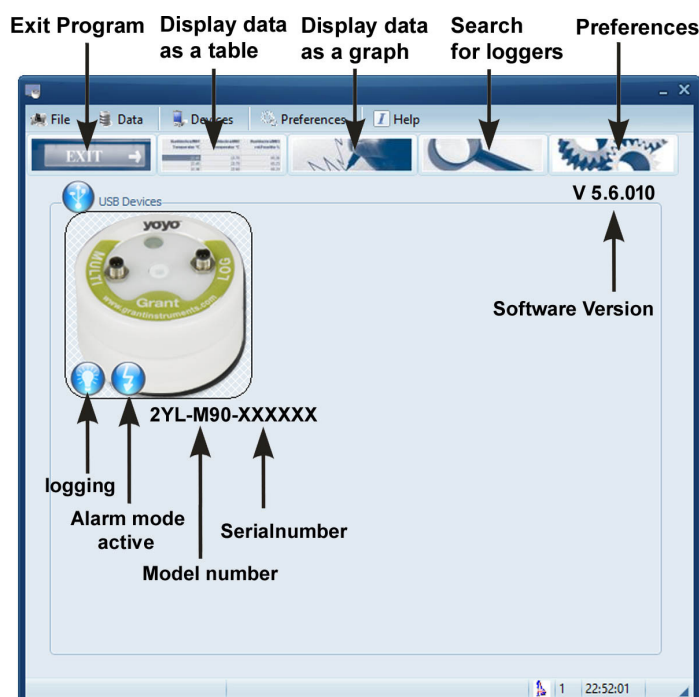 Exit Program
Display data
as a table
Display data
as a graph
Search
for loggers
Preferences
File
Data
Devices
Preferences
Help
EXIT
USB Devices
V 5.6.010
yoyo
MULTI
LOG
Grant
www.grantinstruments.com
Software Version
2YL-M90-XXXXXX
logging
Alarm mode
active
Serialnumber
Model number
1
22:52:01